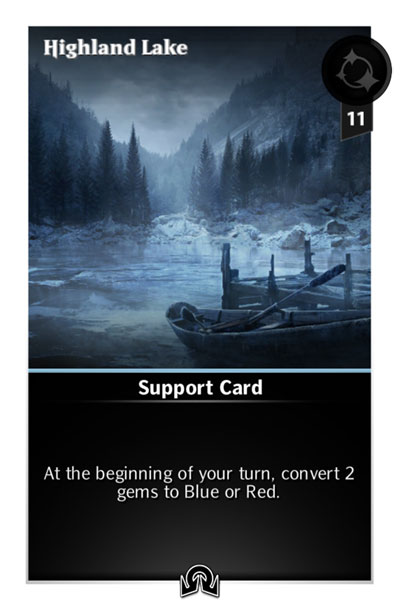 Highland Lake
11
Support Card
At the beginning of your turn, convert 2
gems to Blue or Red.